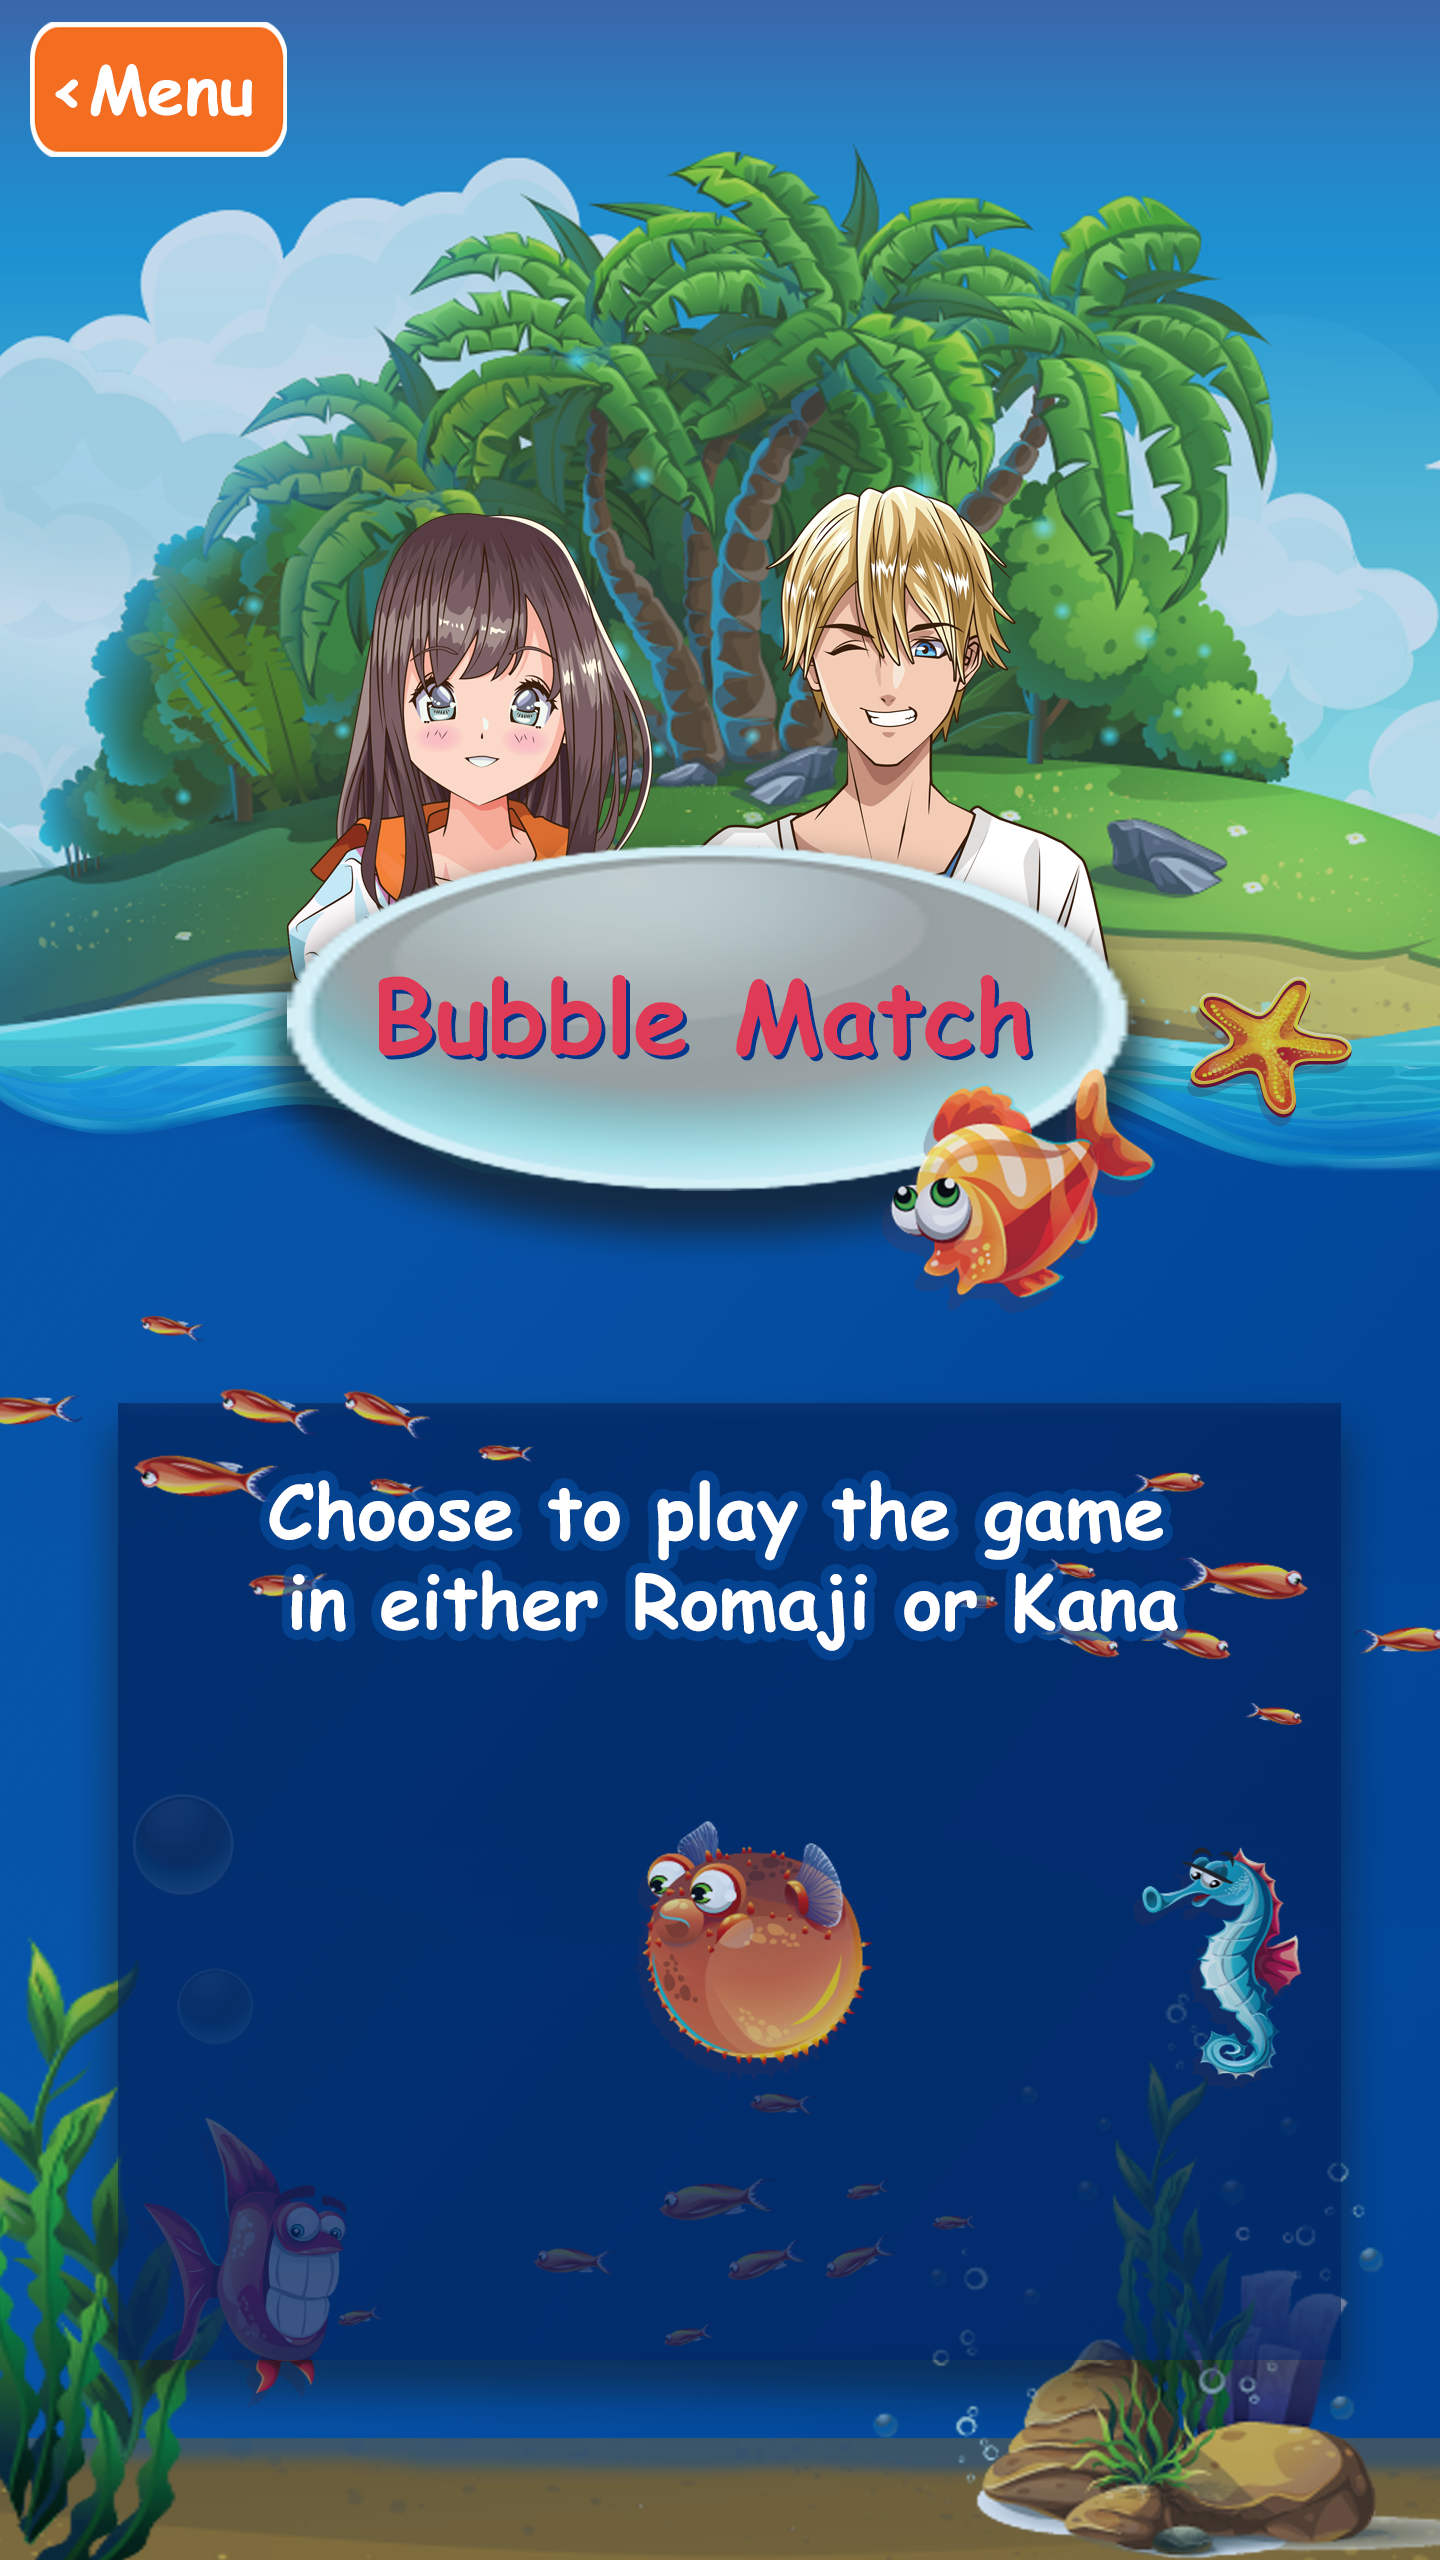 < Menu
Bubble Match
Choose to play the game
in either Romaji or Kana